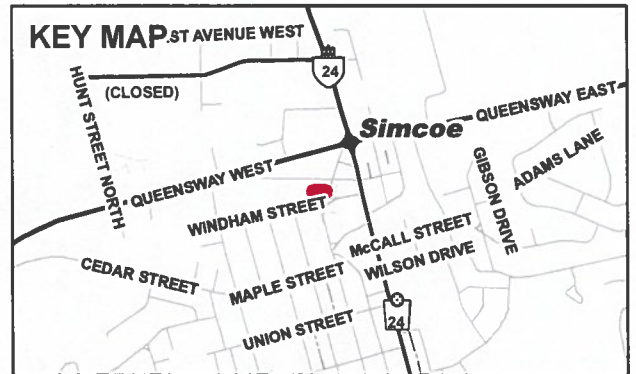 KEY MAP
ST AVENUE WEST
24
HUNT STREET NORTH
(CLOSED)
Simcoe
QUEENSWAY EAST
QUEENSWAY WEST
GIBSON DRIVE
ADAMS LANE
WINDHAM STREET
McCALL STREET
WILSON DRIVE
CEDAR STREET
MAPLE STREET
24
UNION STREET